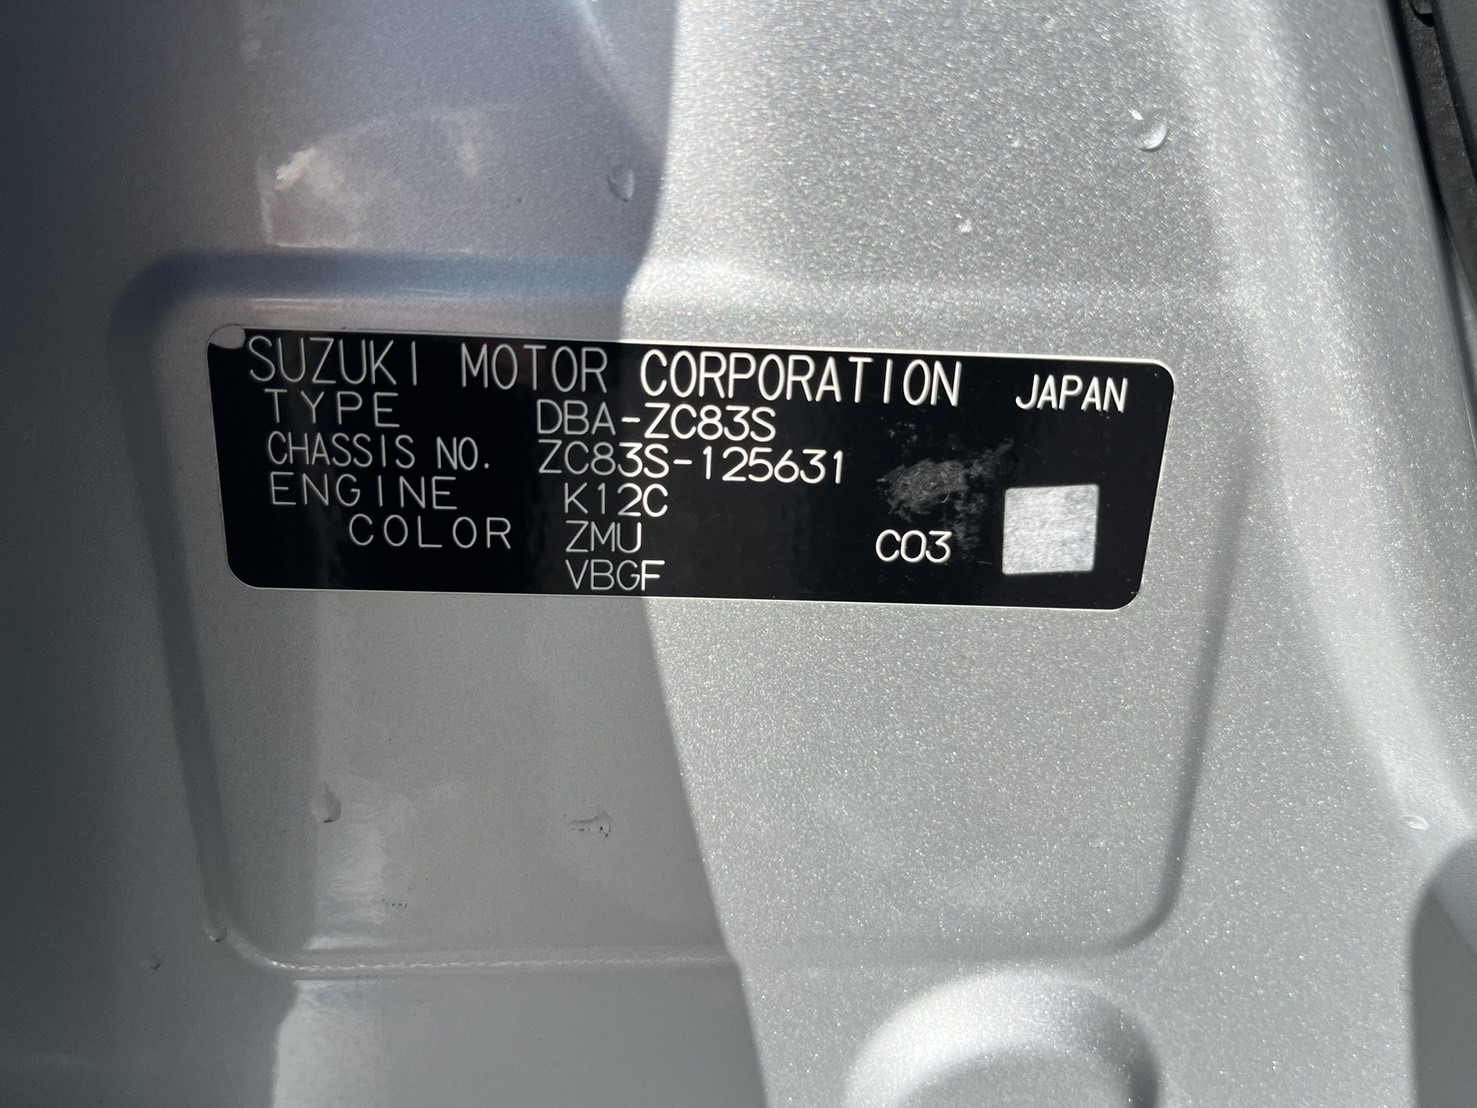 SUZUKI MOTOR CORPORATION JAPAN
TYPE DBA-ZC83S
CHASSIS NO. ZC83S-125631
ENGINE K12C
COLOR ZMU C03
VBGF